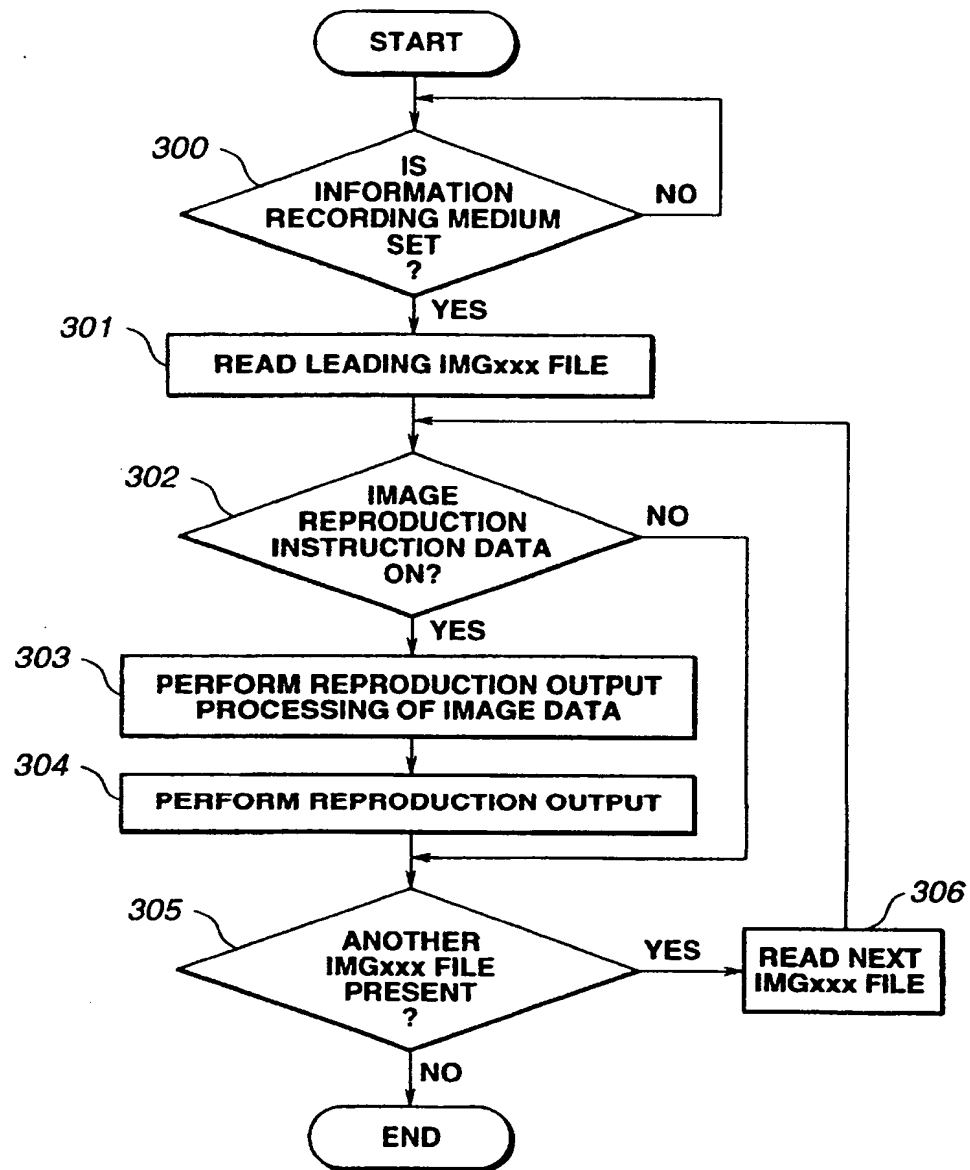 START
300
IS
INFORMATION
RECORDING MEDIUM
SET
?
NO
YES
301
READ LEADING IMGxxx FILE
302
IMAGE
REPRODUCTION
INSTRUCTION DATA
ON?
NO
YES
303
PERFORM REPRODUCTION OUTPUT
PROCESSING OF IMAGE DATA
304
PERFORM REPRODUCTION OUTPUT
305
ANOTHER
IMGxxx FILE
PRESENT
?
YES
306
READ NEXT
IMGxxx FILE
NO
END